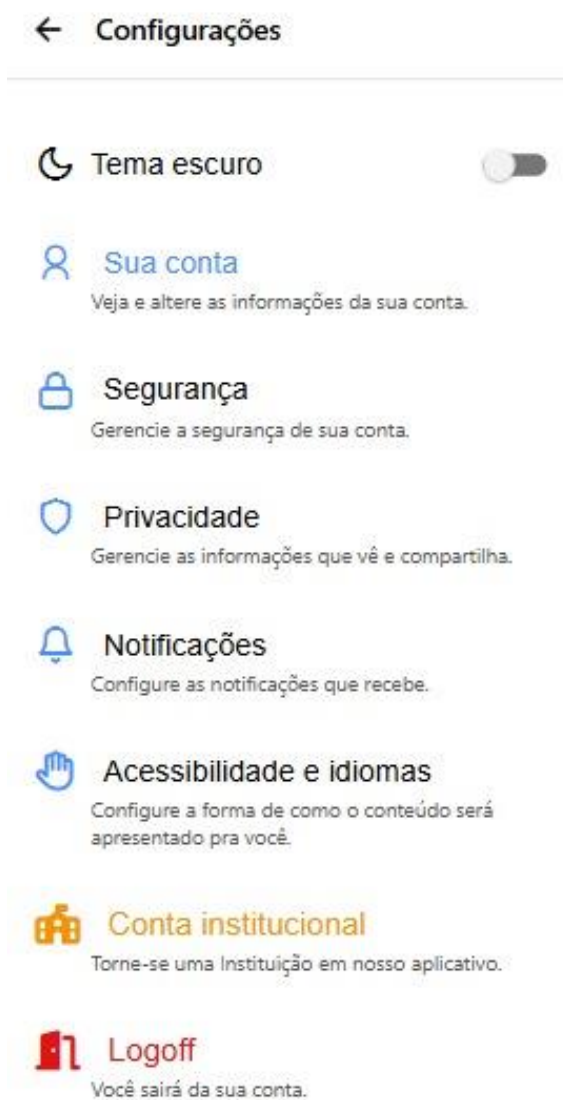 Configurações
Tema escuro
Sua conta
Veja e altere as informações da sua conta.
Segurança
Gerencie a segurança de sua conta.
Privacidade
Gerencie as informações que vê e compartilha.
Notificações
Configure as notificações que recebe.
Acessibilidade e idiomas
Configure a forma de como o conteúdo será
apresentado pra você.
Conta institucional
Torne-se uma Instituição em nosso aplicativo.
Logoff
Você sairá da sua conta.